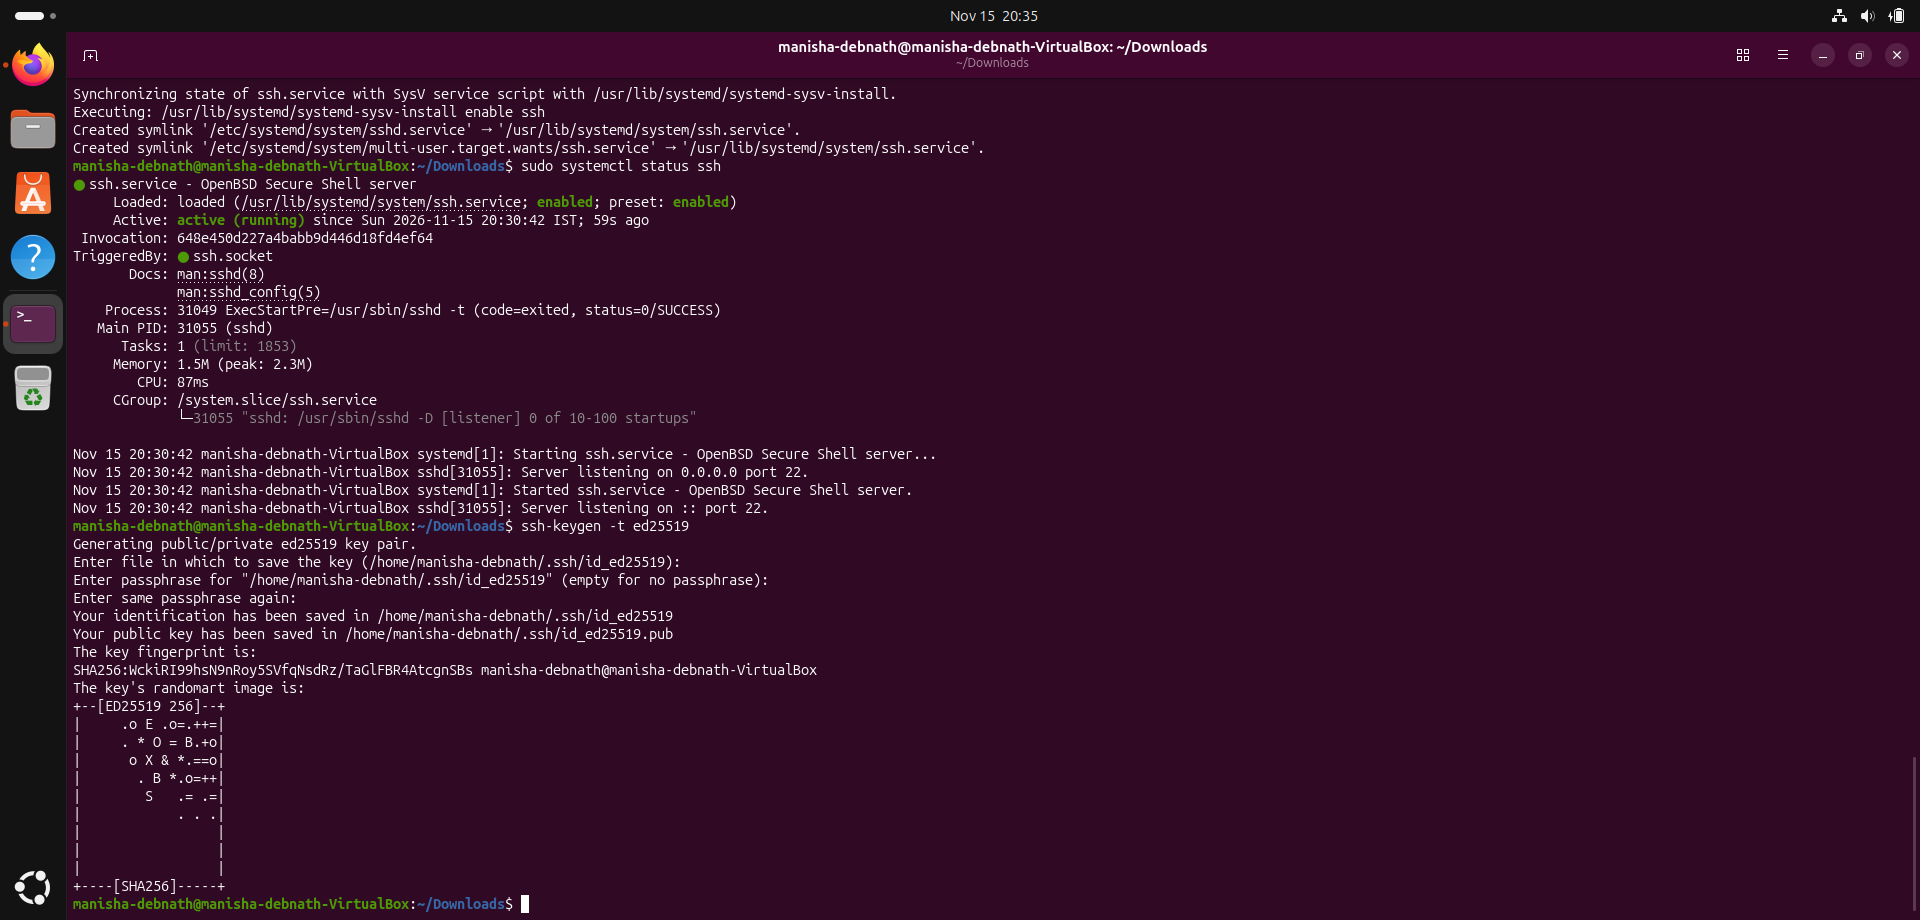 Nov 15 20:35
manisha-debnath@manisha-debnath-VirtualBox: ~/Downloads
~/Downloads
Synchronizing state of ssh.service with SysV service script with /usr/lib/systemd/systemd-sysv-install.
Executing: /usr/lib/systemd/systemd-sysv-install enable ssh
Created symlink '/etc/systemd/system/sshd.service' → '/usr/lib/systemd/system/ssh.service'.
Created symlink '/etc/systemd/system/multi-user.target.wants/ssh.service' → '/usr/lib/systemd/system/ssh.service'.
manisha-debnath@manisha-debnath-VirtualBox:~/Downloads$ sudo systemctl status ssh
● ssh.service - OpenBSD Secure Shell server
     Loaded: loaded (/usr/lib/systemd/system/ssh.service; enabled; preset: enabled)
     Active: active (running) since Sun 2026-11-15 20:30:42 IST; 59s ago
 Invocation: 648e450d227a4babb9d446d18fd4ef64
TriggeredBy: ● ssh.socket
       Docs: man:sshd(8)
             man:sshd_config(5)
    Process: 31049 ExecStartPre=/usr/sbin/sshd -t (code=exited, status=0/SUCCESS)
   Main PID: 31055 (sshd)
      Tasks: 1 (limit: 1853)
     Memory: 1.5M (peak: 2.3M)
        CPU: 87ms
     CGroup: /system.slice/ssh.service
             └─31055 "sshd: /usr/sbin/sshd -D [listener] 0 of 10-100 startups"
Nov 15 20:30:42 manisha-debnath-VirtualBox systemd[1]: Starting ssh.service - OpenBSD Secure Shell server...
Nov 15 20:30:42 manisha-debnath-VirtualBox sshd[31055]: Server listening on 0.0.0.0 port 22.
Nov 15 20:30:42 manisha-debnath-VirtualBox systemd[1]: Started ssh.service - OpenBSD Secure Shell server.
Nov 15 20:30:42 manisha-debnath-VirtualBox sshd[31055]: Server listening on :: port 22.
manisha-debnath@manisha-debnath-VirtualBox:~/Downloads$ ssh-keygen -t ed25519
Generating public/private ed25519 key pair.
Enter file in which to save the key (/home/manisha-debnath/.ssh/id_ed25519):
Enter passphrase for "/home/manisha-debnath/.ssh/id_ed25519" (empty for no passphrase):
Enter same passphrase again:
Your identification has been saved in /home/manisha-debnath/.ssh/id_ed25519
Your public key has been saved in /home/manisha-debnath/.ssh/id_ed25519.pub
The key fingerprint is:
SHA256:WckiRI99hsN9nRoy5SVfqNsdRz/TaGlFBR4AtcgnSBs manisha-debnath@manisha-debnath-VirtualBox
The key's randomart image is:
+--[ED25519 256]--+
|     .o E .o=.++=|
|     . * O = B.+o|
|      o X & *.==o|
|       . B *.o=++|
|        S   .= .=|
|            . . .|
|                 |
|                 |
|                 |
+----[SHA256]-----+
manisha-debnath@manisha-debnath-VirtualBox:~/Downloads$